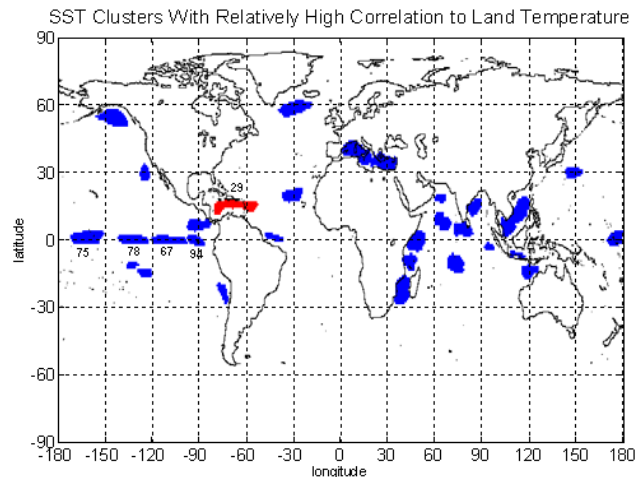 SST Clusters With Relatively High Correlation to Land Temperature
90
60
30
29
0
75 78 67 94
-30
-60
-90
-180 -150 -120 -90 -60 -30 0 30 60 90 120 150 180
latitude
longitude